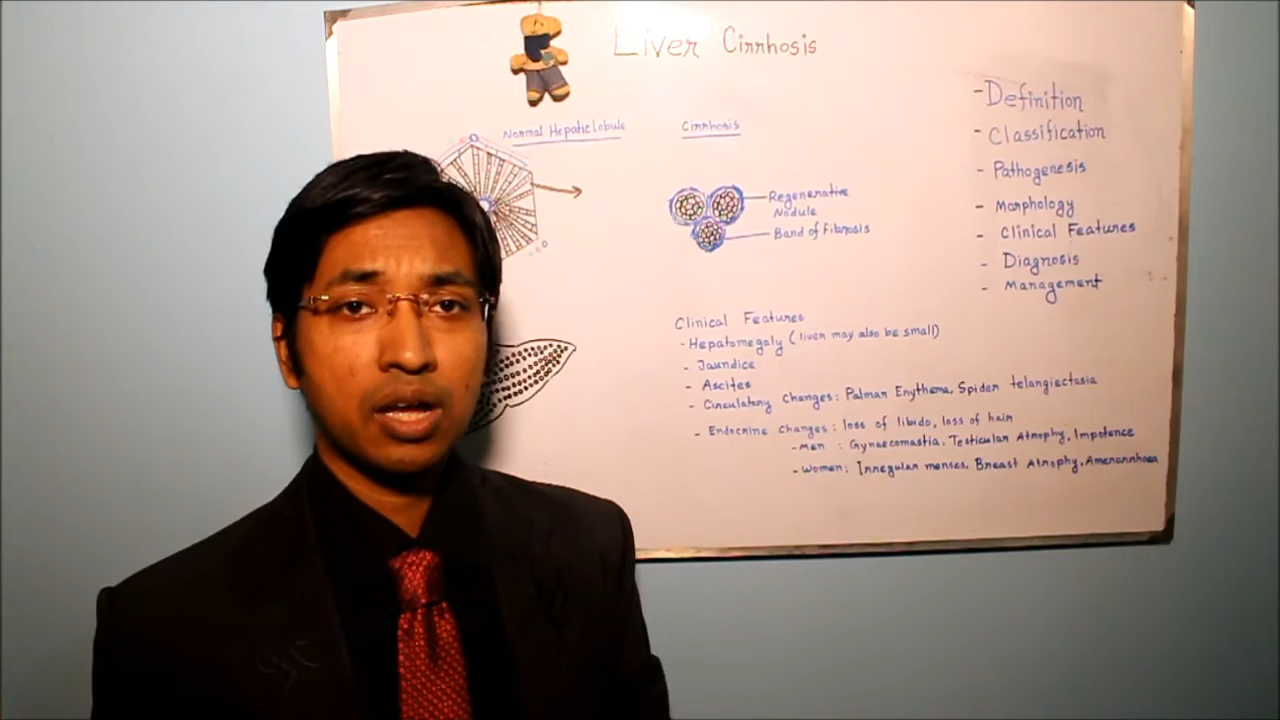 Liver Cirrhosis
Normal Hepatic lobule
Cirrhosis
Regenerative
Nodule
Band of Fibrosis
- Definition
- Classification
- Pathogenesis
- Morphology
- Clinical Features
- Diagnosis
- Management
Clinical Features
- Hepatomegaly (liver may also be small)
- Jaundice
- Ascites
- Circulatory changes: Palmar Erythema, Spider telangiectasia
- Endocrine changes: loss of libido, loss of hair
- men : Gynaecomastia, Testicular Atrophy, Impotence
- women: Irregular menses, Breast Atrophy, Amenorrhoea